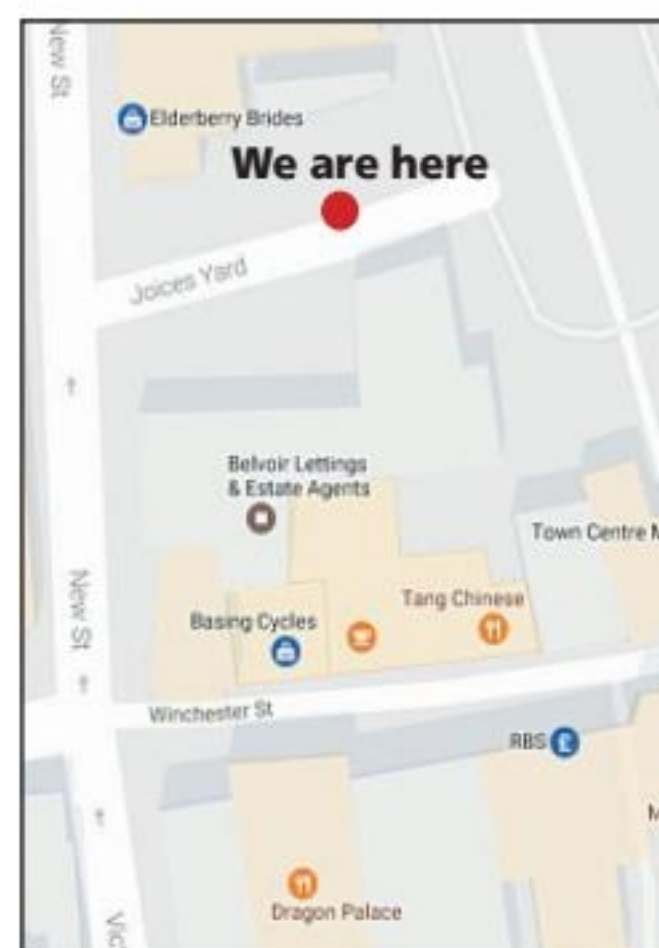 New St
Elderberry Brides
We are here
Joices Yard
Belvoir Lettings
& Estate Agents
Town Centre M
New St
Tang Chinese
Basing Cycles
Winchester St
RBS £
M
Dragon Palace
Vic